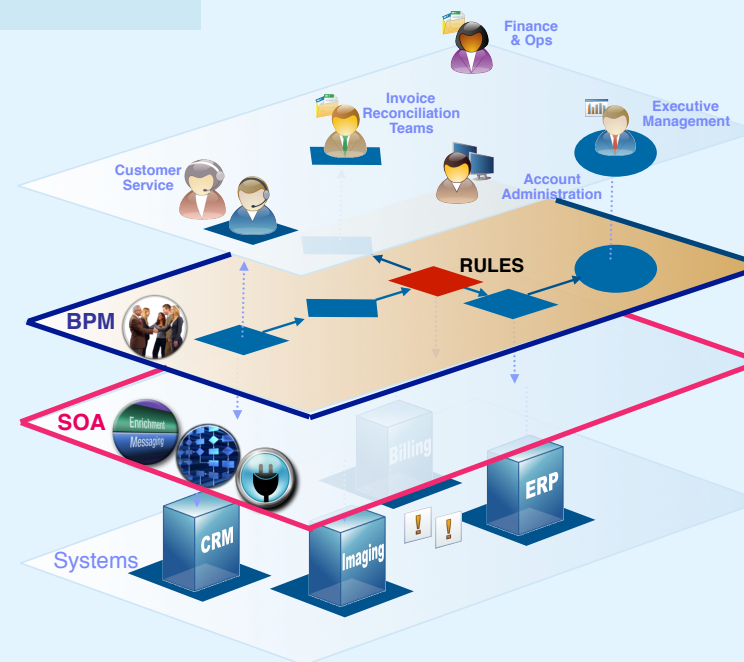 Finance
& Ops
Invoice
Reconciliation
Teams
Executive
Management
Customer
Service
Account
Administration
RULES
BPM
SOA
Enrichment
Messaging
Billing
ERP
CRM
Imaging
Systems